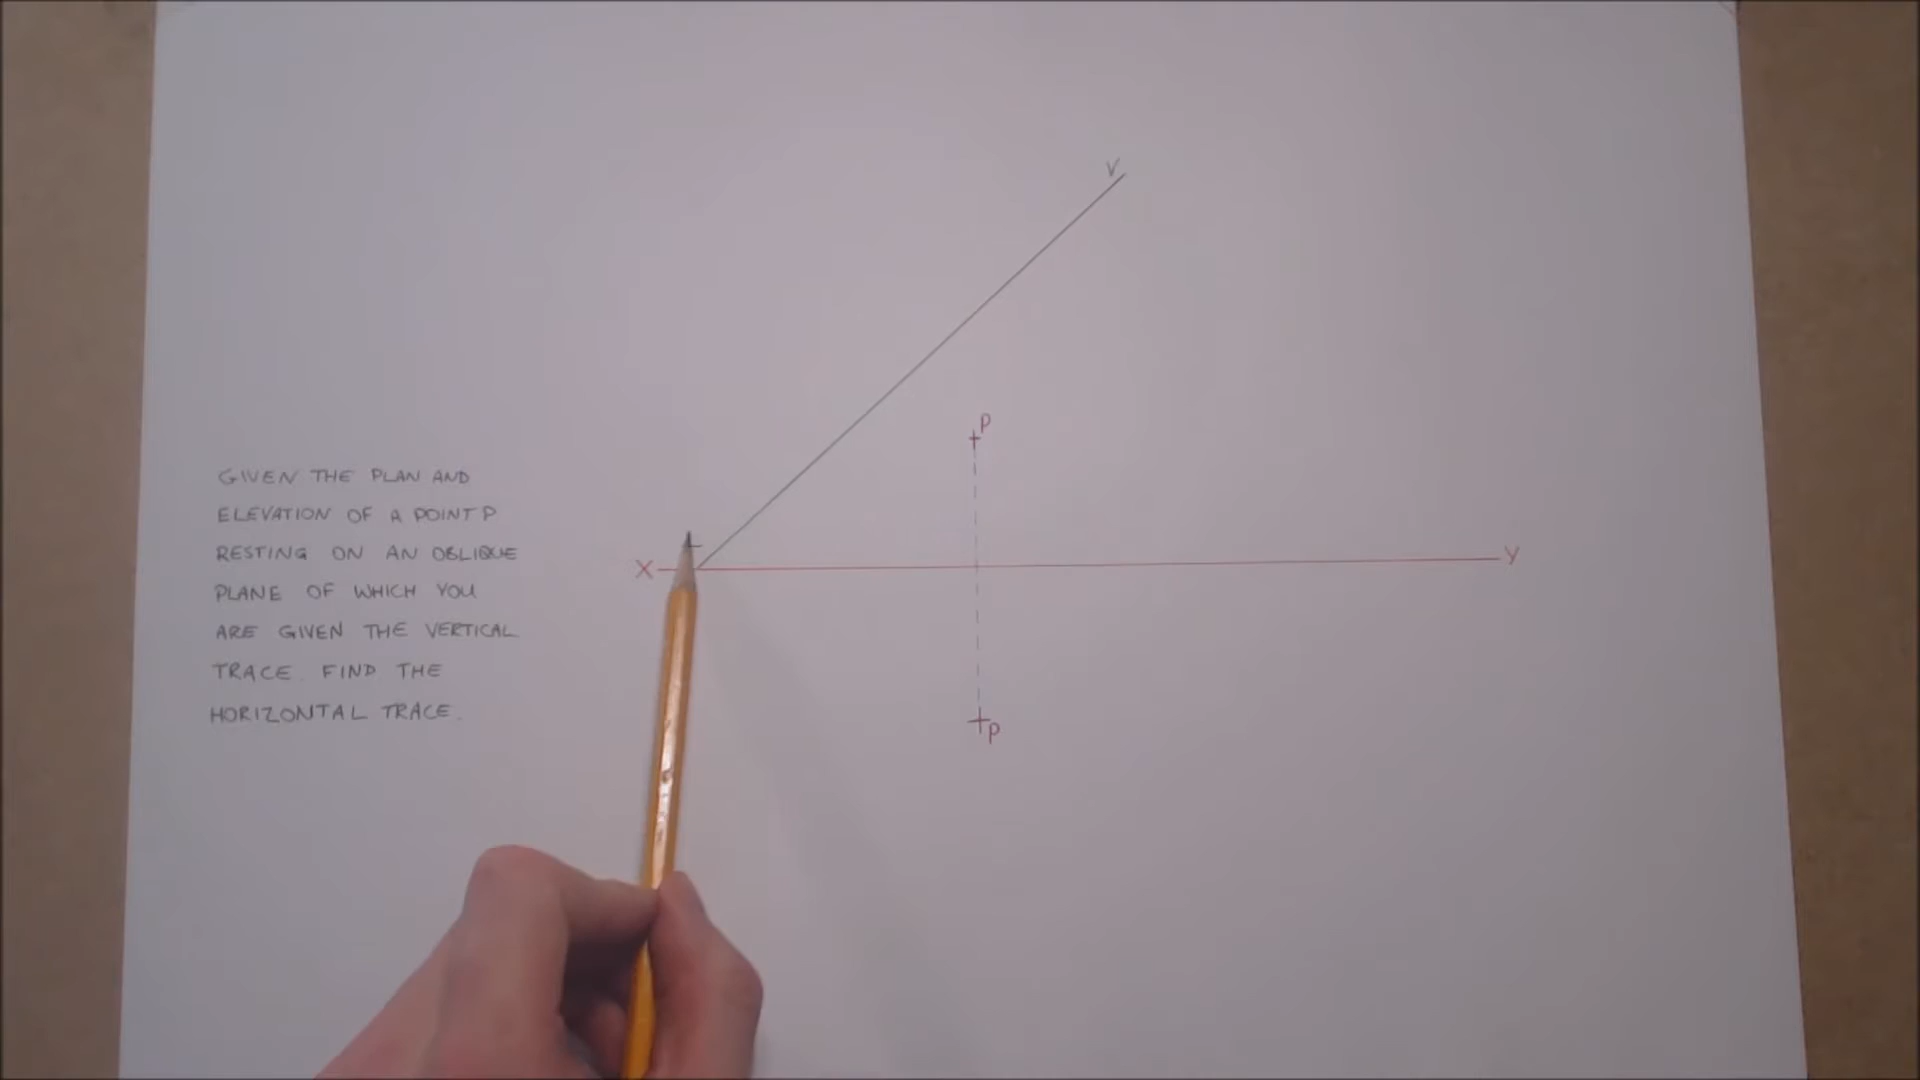 V
P
GIVEN THE PLAN AND
ELEVATION OF A POINT P
RESTING ON AN OBLIQUE
PLANE OF WHICH YOU
ARE GIVEN THE VERTICAL
TRACE. FIND THE
HORIZONTAL TRACE.
L
X
Y
P